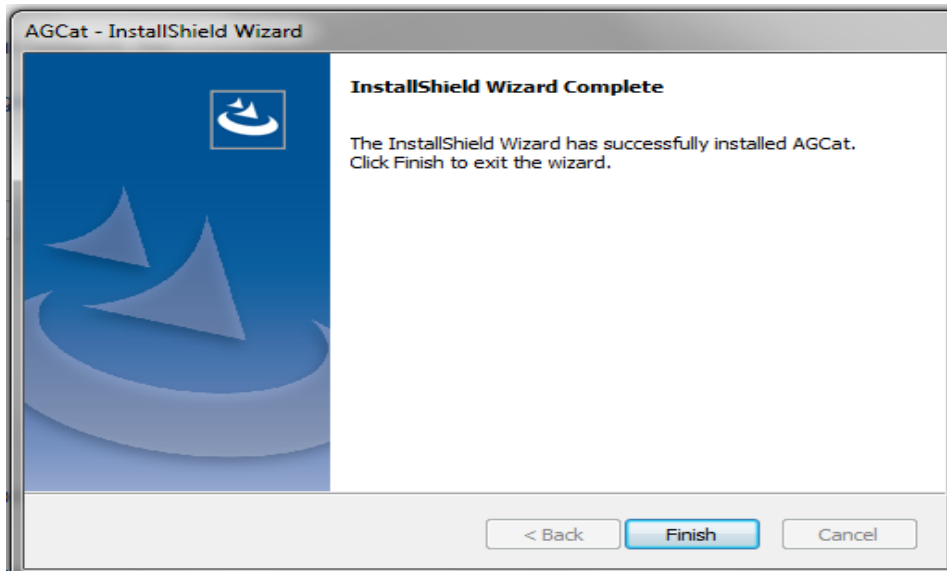 AGCat - InstallShield Wizard
InstallShield Wizard Complete
The InstallShield Wizard has successfully installed AGCat.
Click Finish to exit the wizard.
< Back
Finish
Cancel